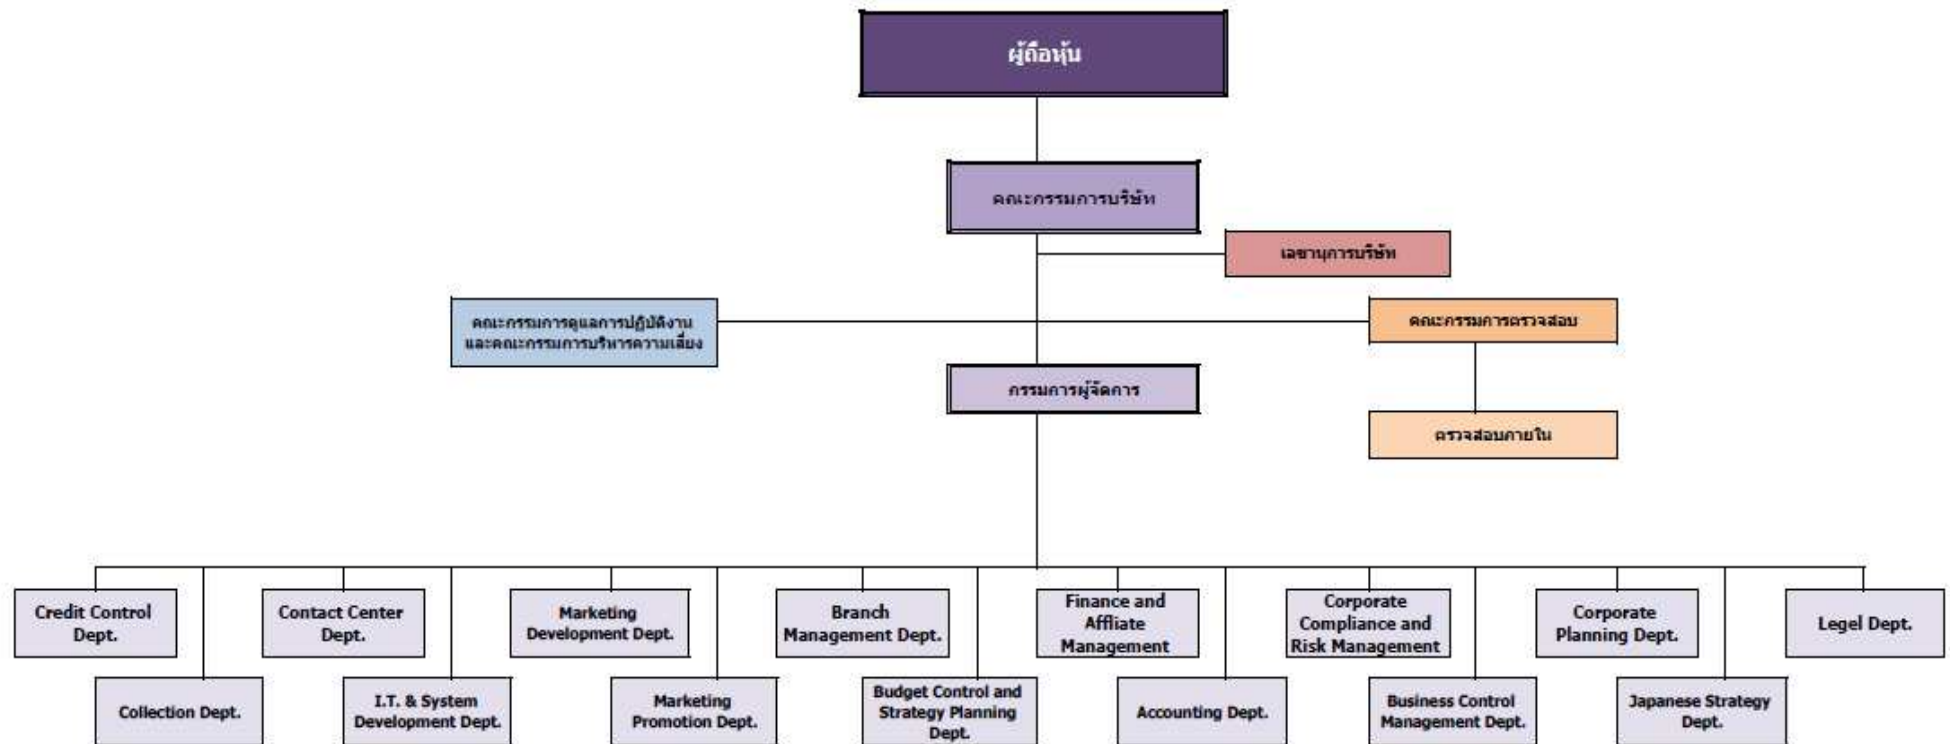 ผู้ถือหุ้น
คณะกรรมการบริษัท
เลขานุการบริษัท
คณะกรรมการดูแลการปฏิบัติงาน
และคณะกรรมการบริหารความเสี่ยง
คณะกรรมการตรวจสอบ
กรรมการผู้จัดการ
ตรวจสอบภายใน
Credit Control
Dept.
Contact Center
Dept.
Marketing
Development Dept.
Branch
Management Dept.
Finance and
Affliate
Management
Corporate
Compliance and
Risk Management
Corporate
Planning Dept.
Legel Dept.
Collection Dept.
I.T. & System
Development Dept.
Marketing
Promotion Dept.
Budget Control and
Strategy Planning
Dept.
Accounting Dept.
Business Control
Management Dept.
Japanese Strategy
Dept.